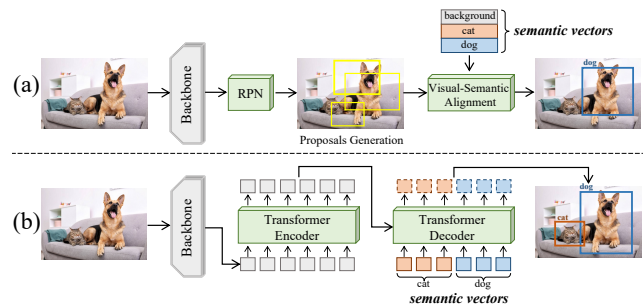 background
cat
dog
semantic vectors
(a)
Backbone
RPN
Proposals Generation
Visual-Semantic
Alignment
dog
(b)
Backbone
Transformer
Encoder
Transformer
Decoder
cat
dog
semantic vectors
dog
cat